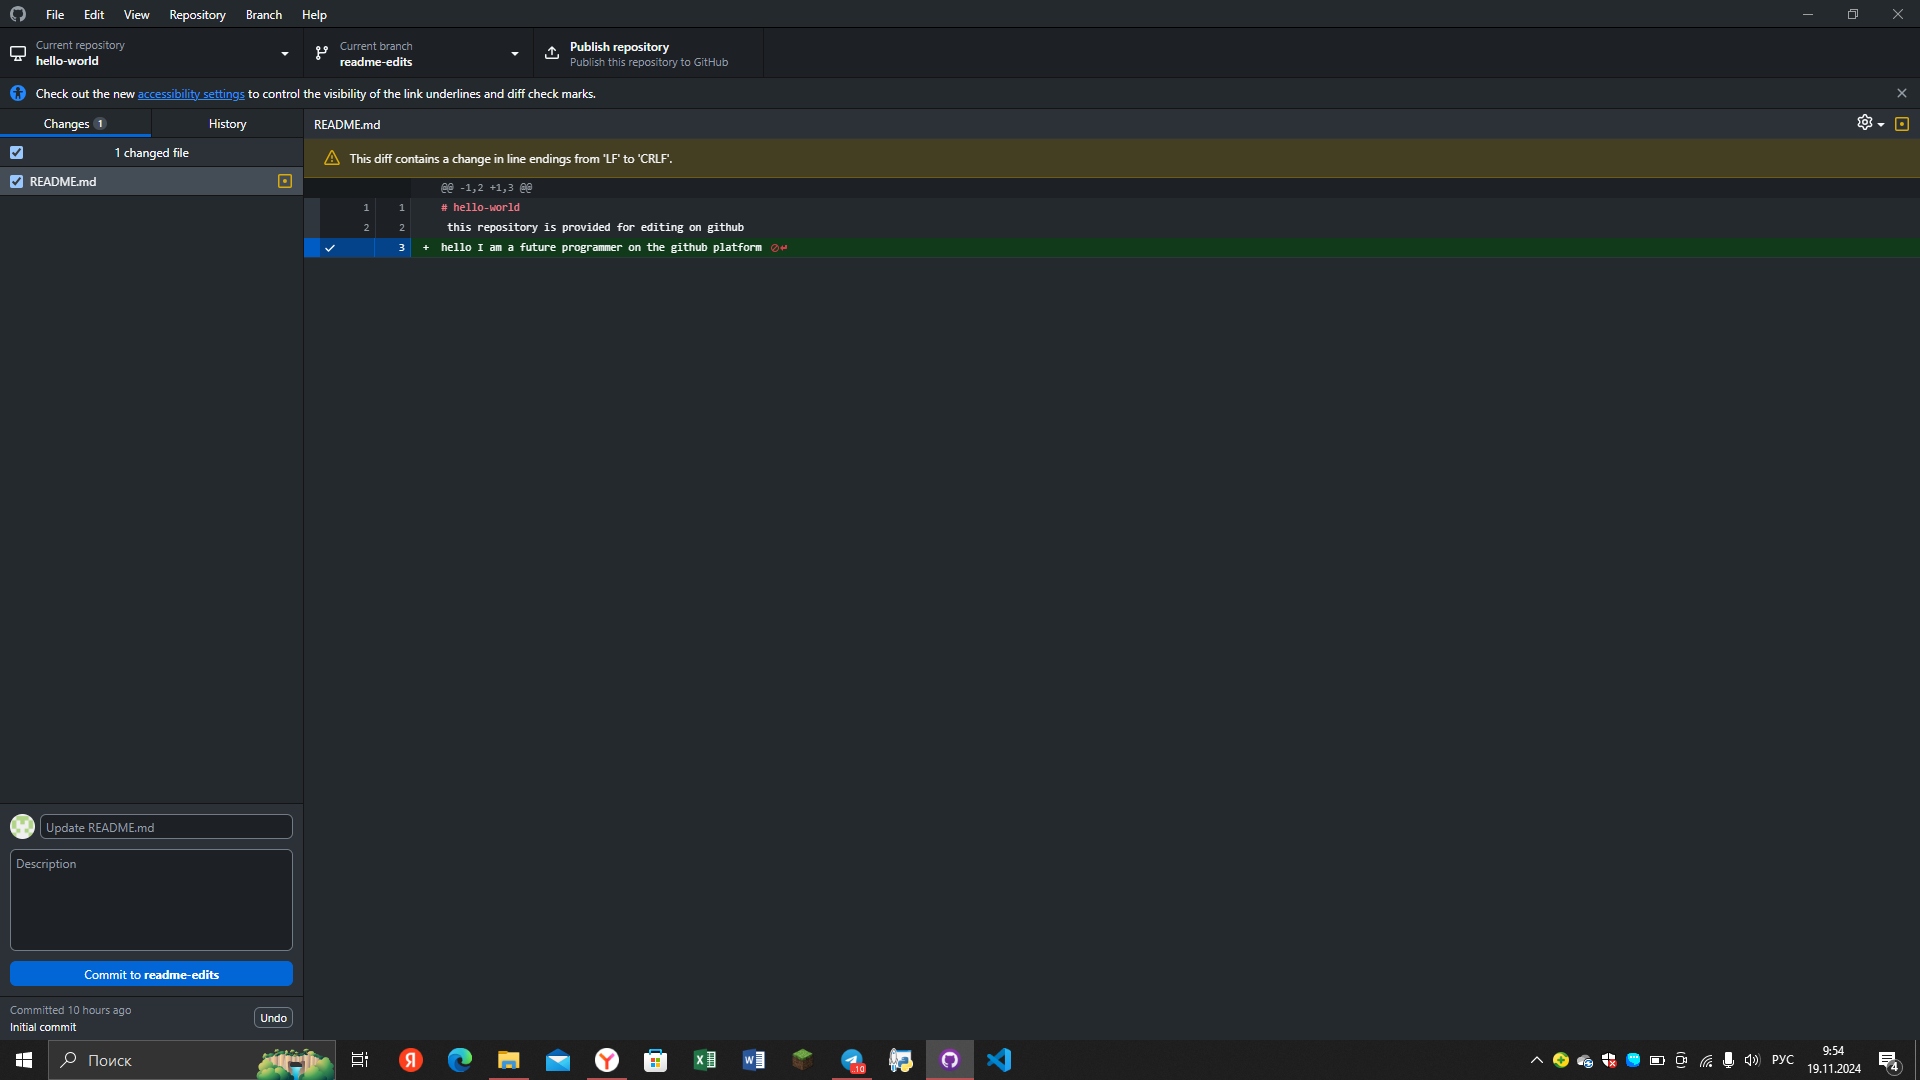 File Edit View Repository Branch Help
Current repository
hello-world
Current branch
readme-edits
Publish repository
Publish this repository to GitHub
Check out the new accessibility settings to control the visibility of the link underlines and diff check marks.
Changes 1 History
1 changed file
README.md
README.md
This diff contains a change in line endings from 'LF' to 'CRLF'.
@@ -1,2 +1,3 @@
1 1 # hello-world
2 2 this repository is provided for editing on github
3 + hello I am a future programmer on the github platform
Update README.md
Description
Commit to readme-edits
Committed 10 hours ago
Initial commit
Undo
Поиск
Я
Y
X
W
10
РУС
9:54
19.11.2024
4